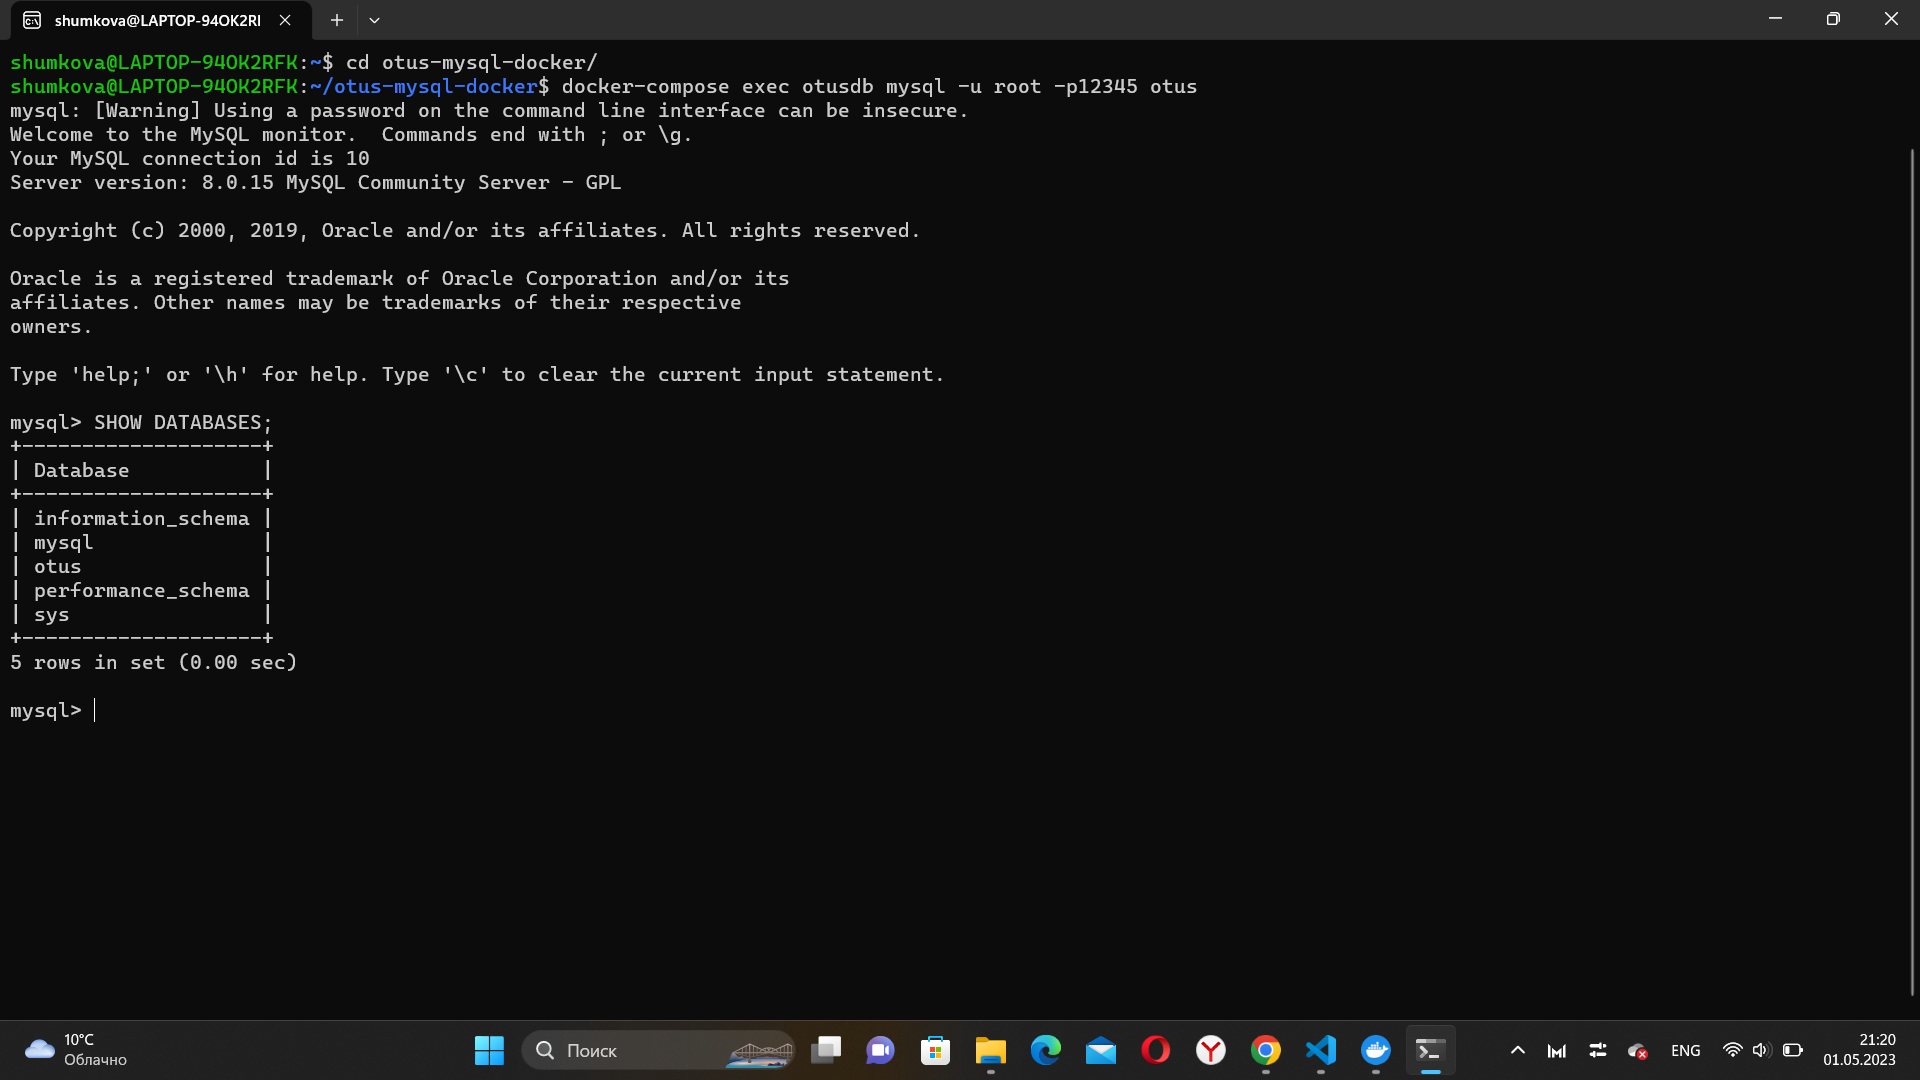 shumkova@LAPTOP-94OK2RI
shumkova@LAPTOP-94OK2RFK:~$ cd otus-mysql-docker/
shumkova@LAPTOP-94OK2RFK:~/otus-mysql-docker$ docker-compose exec otusdb mysql -u root -p12345 otus
mysql: [Warning] Using a password on the command line interface can be insecure.
Welcome to the MySQL monitor.  Commands end with ; or \g.
Your MySQL connection id is 10
Server version: 8.0.15 MySQL Community Server - GPL
Copyright (c) 2000, 2019, Oracle and/or its affiliates. All rights reserved.
Oracle is a registered trademark of Oracle Corporation and/or its
affiliates. Other names may be trademarks of their respective
owners.
Type 'help;' or '\h' for help. Type '\c' to clear the current input statement.
mysql> SHOW DATABASES;
+--------------------+
| Database           |
+--------------------+
| information_schema |
| mysql              |
| otus               |
| performance_schema |
| sys                |
+--------------------+
5 rows in set (0.00 sec)
mysql>
10°C
Облачно
Поиск
ENG
21:20
01.05.2023